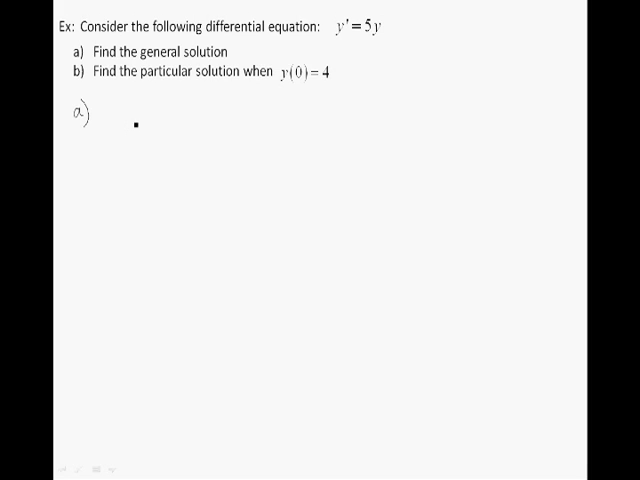 Ex: Consider the following differential equation: y' = 5y
a) Find the general solution
b) Find the particular solution when y(0) = 4
a)